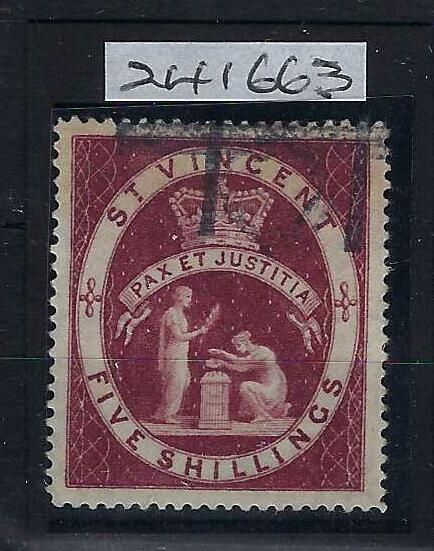 241663
ST VINCENT
PAX ET JUSTITIA
FIVE SHILLINGS